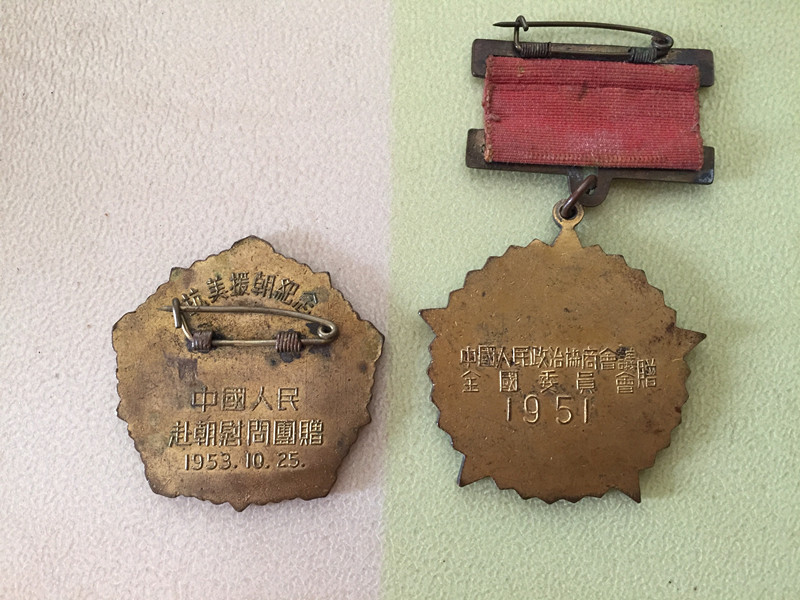 抗美援朝纪念
中國人民
赴朝慰問團贈
1953.10.25.
中國人民政治協商會議
全國委員會贈
1951